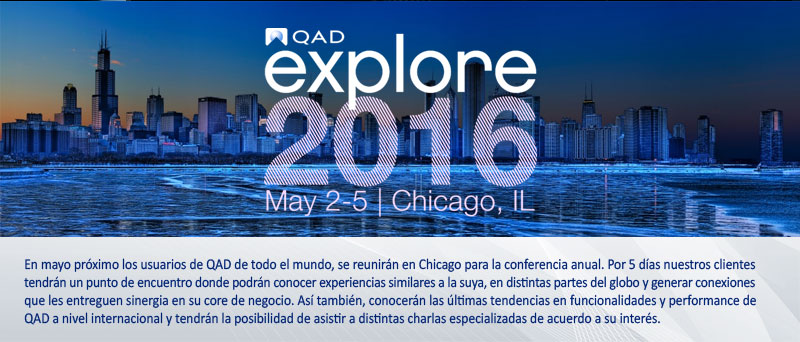 QAD
explore
2016
May 2-5 | Chicago, IL
En mayo próximo los usuarios de QAD de todo el mundo, se reunirán en Chicago para la conferencia anual. Por 5 días nuestros clientes
tendrán un punto de encuentro donde podrán conocer experiencias similares a la suya, en distintas partes del globo y generar conexiones
que les entreguen sinergia en su core de negocio. Así también, conocerán las últimas tendencias en funcionalidades y performance de
QAD a nivel internacional y tendrán la posibilidad de asistir a distintas charlas especializadas de acuerdo a su interés.